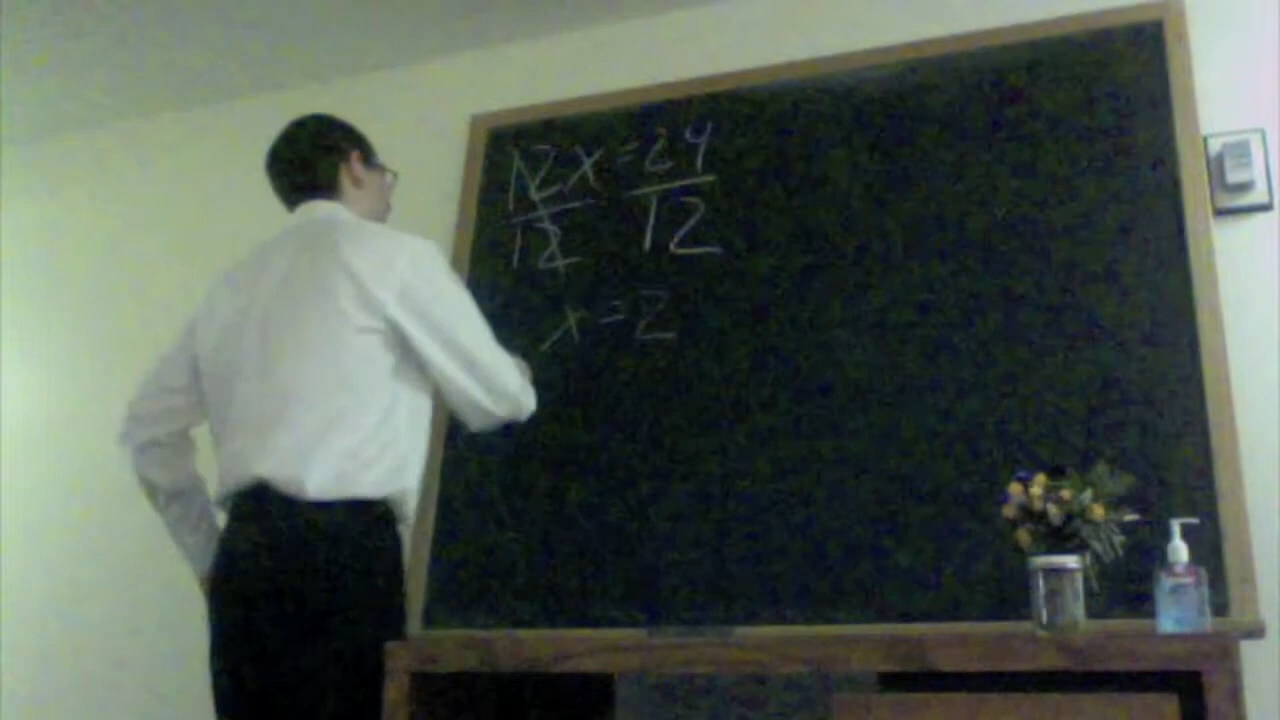 12x = 24
12 12
x = 2